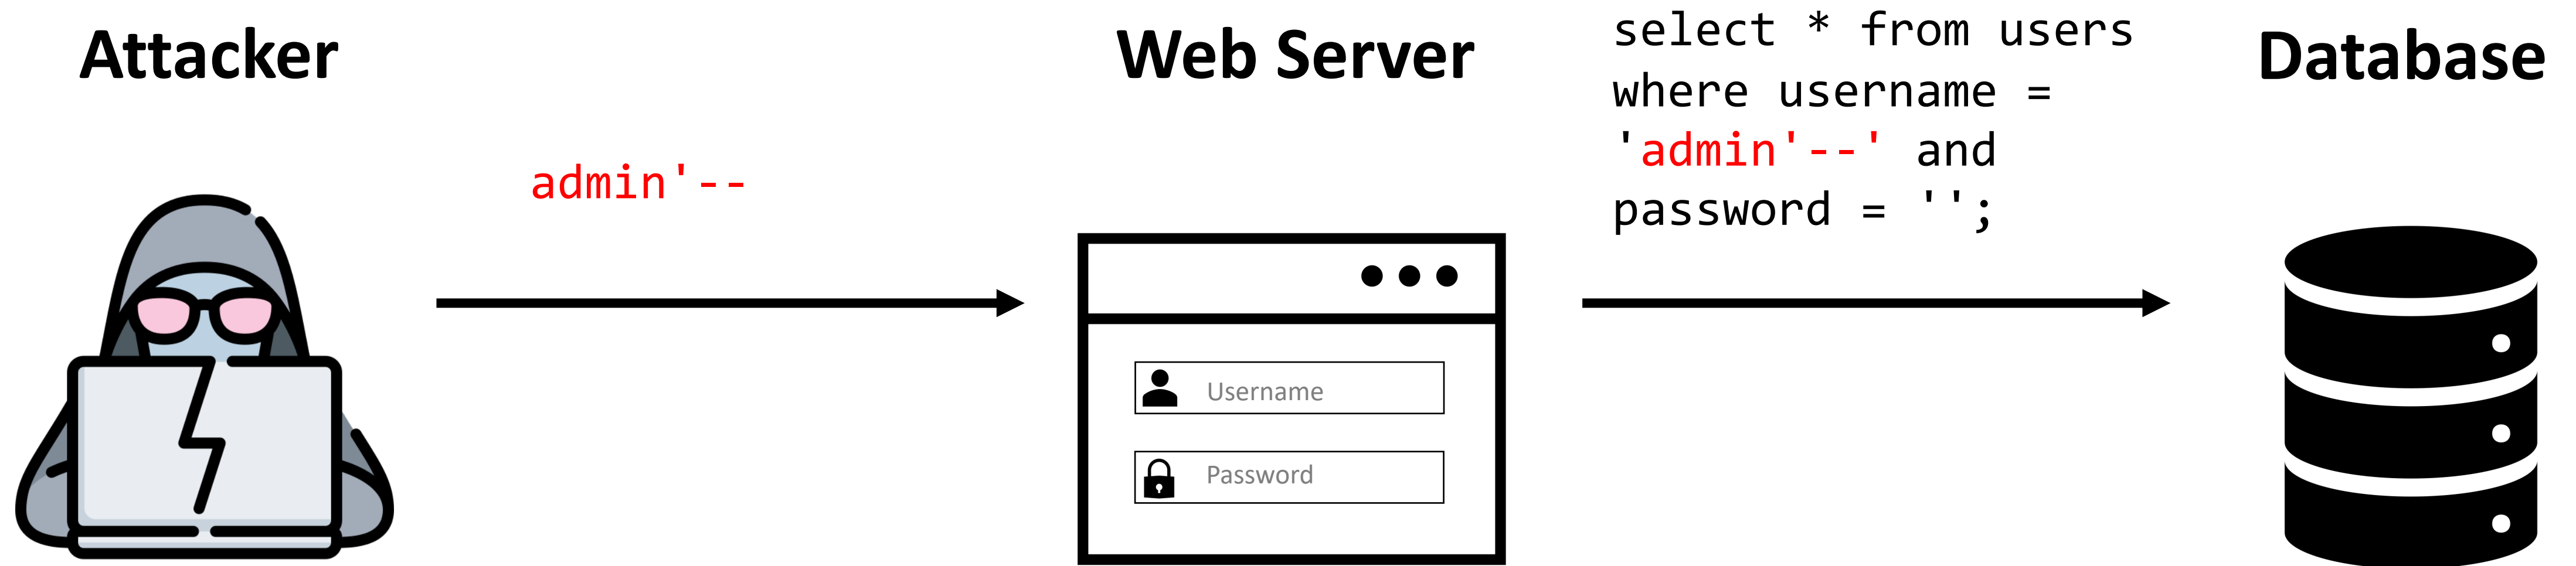 Attacker
admin'--
Web Server
Username
Password
select * from users
where username =
'admin'--' and
password = '';
Database